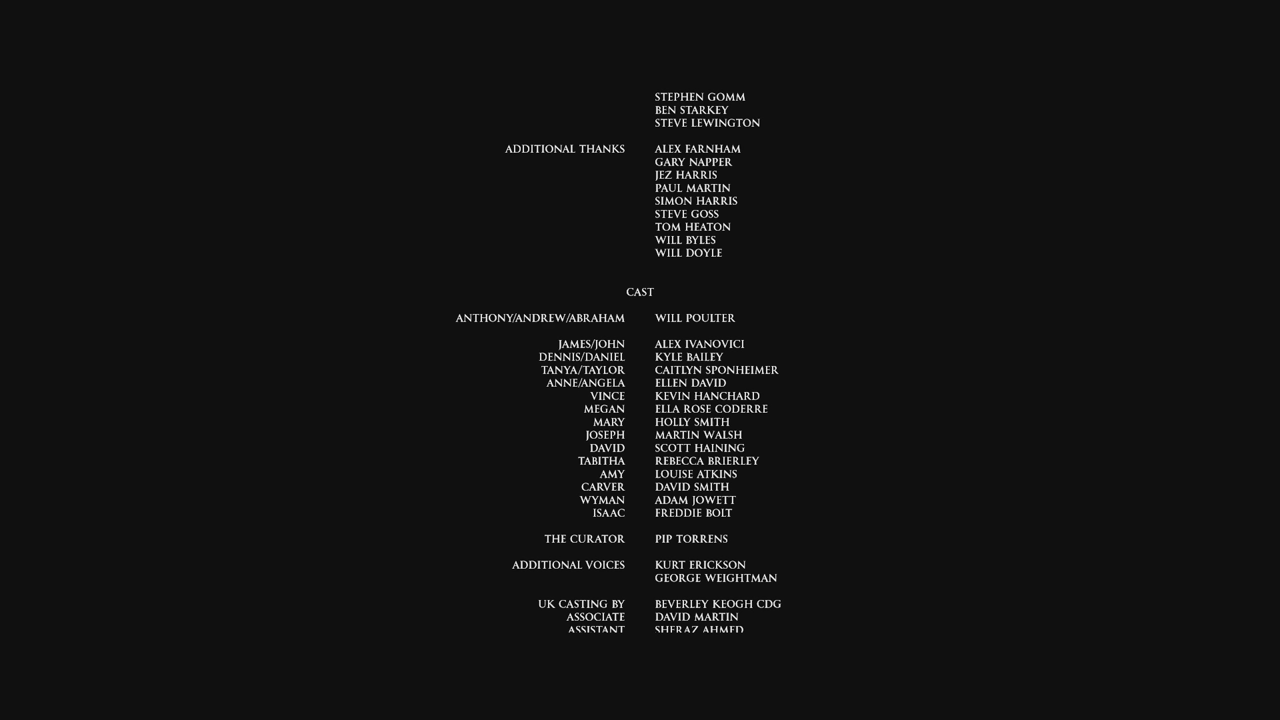 STEPHEN GOMM
BEN STARKEY
STEVE LEWINGTON
ADDITIONAL THANKS ALEX FARNHAM
GARY NAPPER
JEZ HARRIS
PAUL MARTIN
SIMON HARRIS
STEVE GOSS
TOM HEATON
WILL BYLES
WILL DOYLE
CAST
ANTHONY/ANDREW/ABRAHAM WILL POULTER
JAMES/JOHN ALEX IVANOVICI
DENNIS/DANIEL KYLE BAILEY
TANYA/TAYLOR CAITLYN SPONHEIMER
ANNE/ANGELA ELLEN DAVID
VINCE KEVIN HANCHARD
MEGAN ELLA ROSE CODERRE
MARY HOLLY SMITH
JOSEPH MARTIN WALSH
DAVID SCOTT HAINING
TABITHA REBECCA BRIERLEY
AMY LOUISE ATKINS
CARVER DAVID SMITH
WYMAN ADAM JOWETT
ISAAC FREDDIE BOLT
THE CURATOR PIP TORRENS
ADDITIONAL VOICES KURT ERICKSON
GEORGE WEIGHTMAN
UK CASTING BY BEVERLEY KEOGH CDG
ASSOCIATE DAVID MARTIN
ASSISTANT SHERAZ AHMED